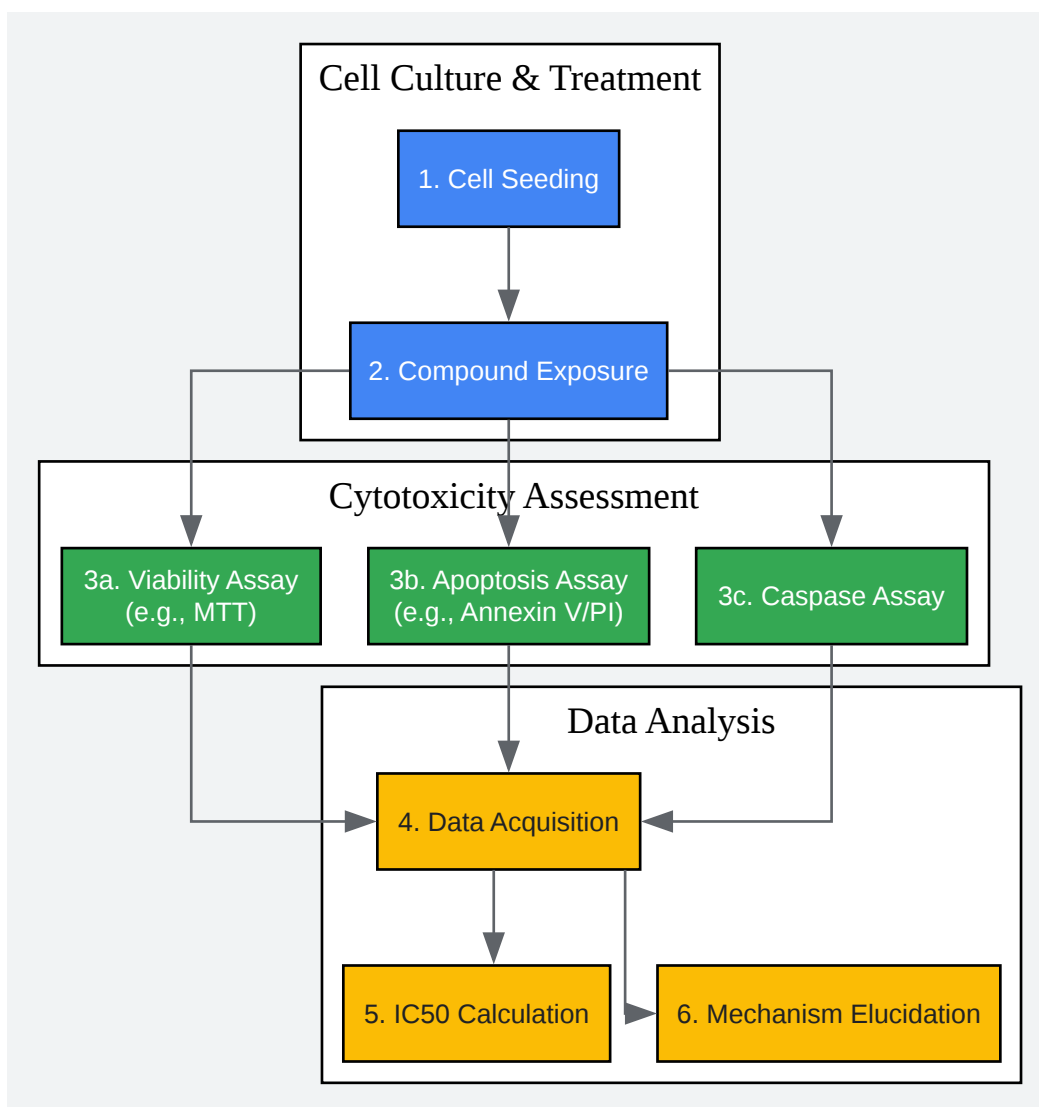 Cell Culture & Treatment
1. Cell Seeding
2. Compound Exposure
Cytotoxicity Assessment
3a. Viability Assay
(e.g., MTT)
3b. Apoptosis Assay
(e.g., Annexin V/PI)
3c. Caspase Assay
Data Analysis
4. Data Acquisition
5. IC50 Calculation
6. Mechanism Elucidation